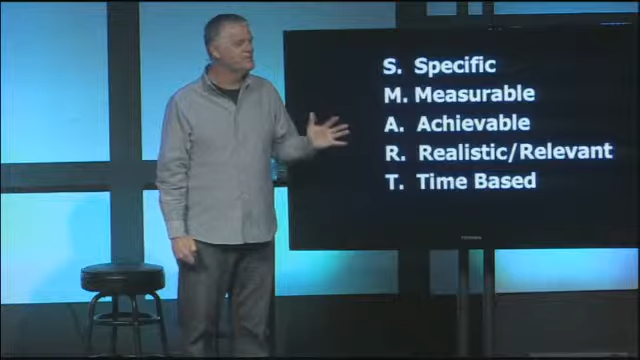 S. Specific
M. Measurable
A. Achievable
R. Realistic/Relevant
T. Time Based